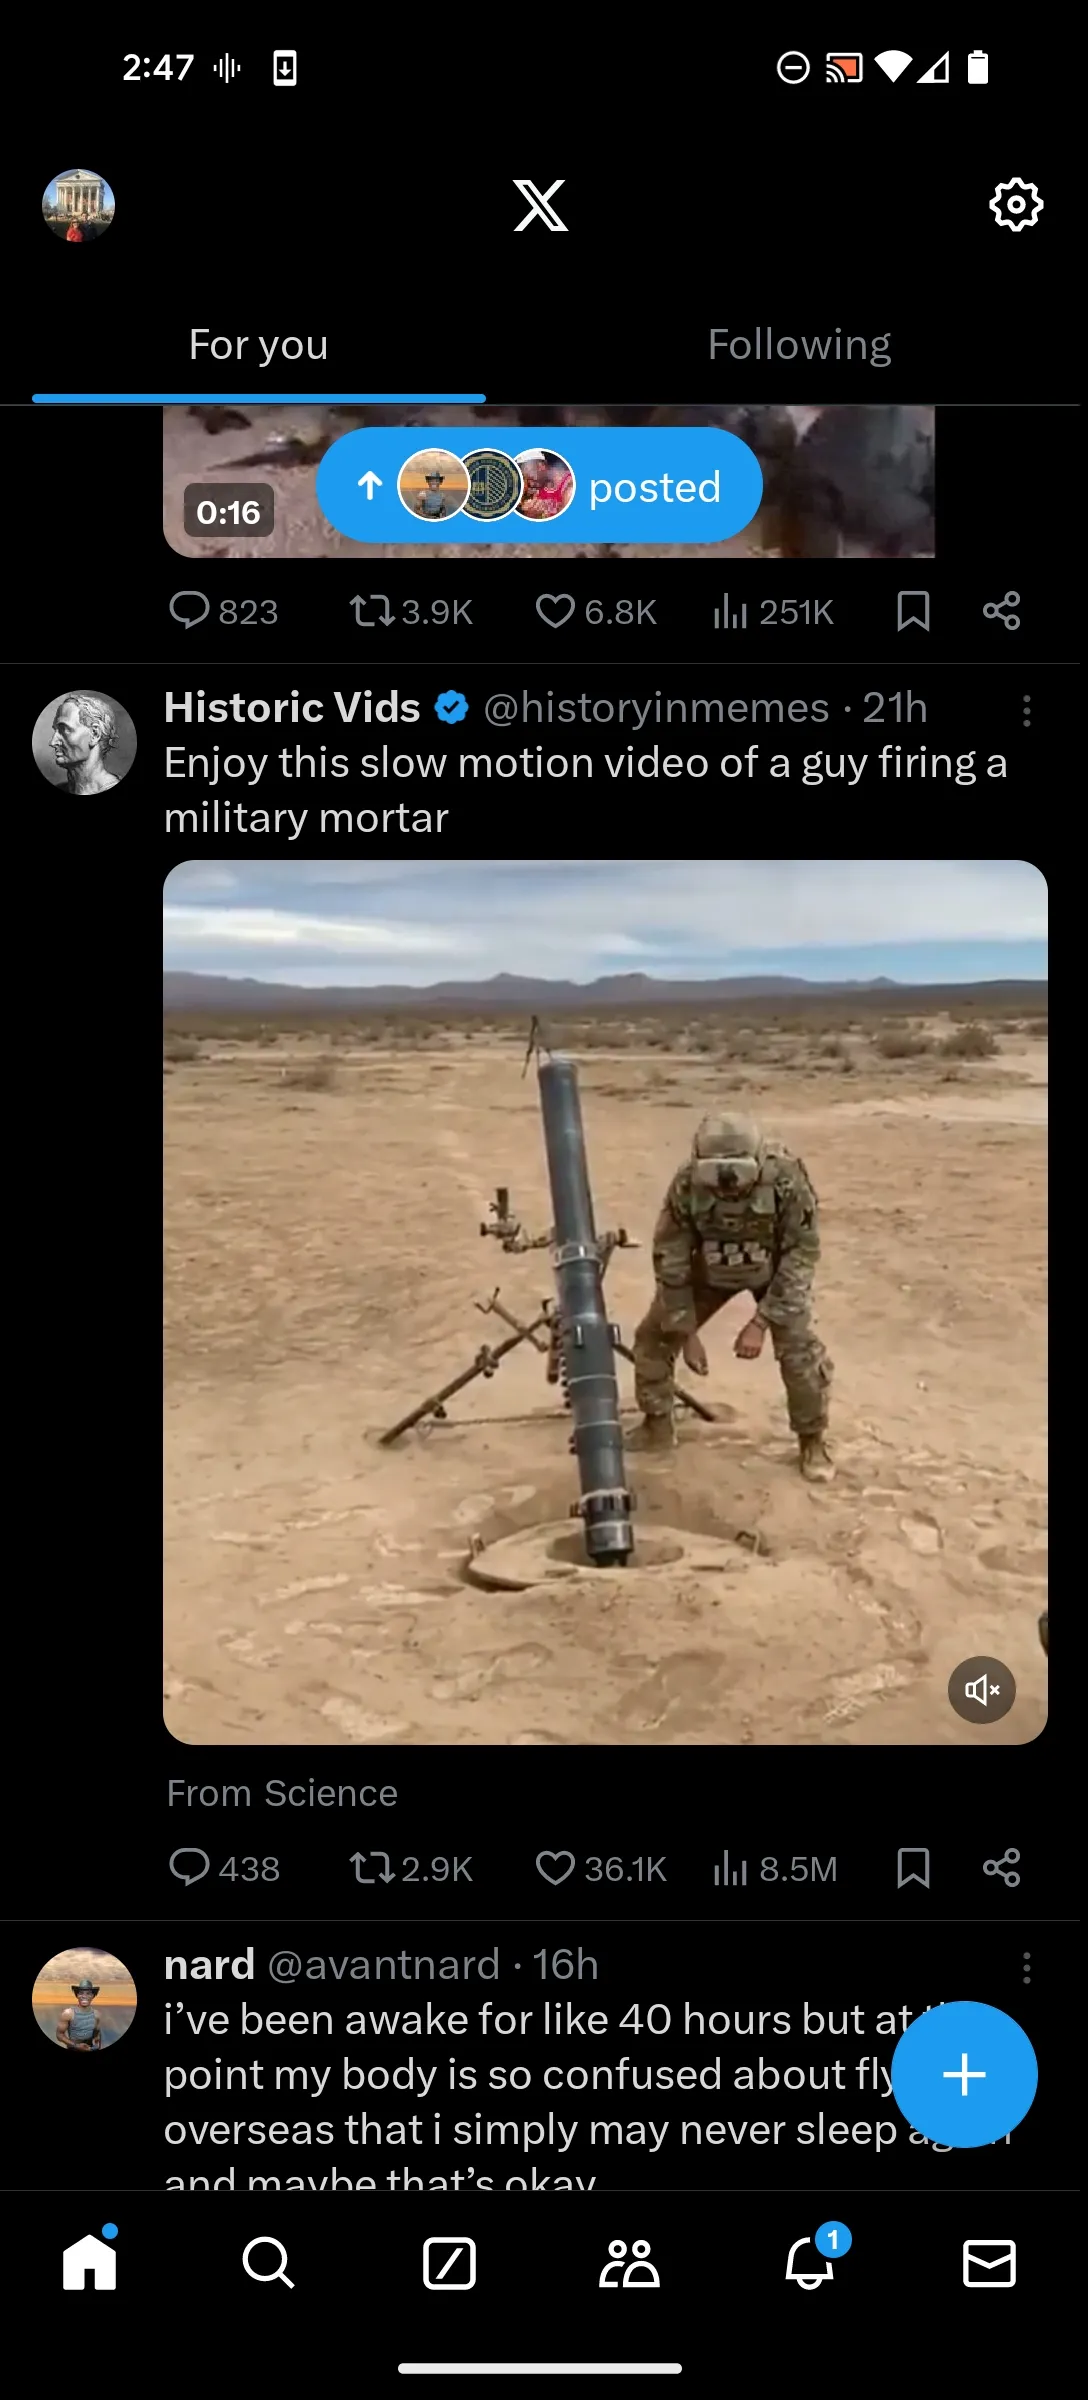 2:47
For you
Following
posted
0:16
823
3.9K
6.8K
251K
Historic Vids @historyinmemes · 21h
Enjoy this slow motion video of a guy firing a
military mortar
From Science
438
2.9K
36.1K
8.5M
nard @avantnard · 16h
i’ve been awake for like 40 hours but at
point my body is so confused about
overseas that i simply may never sleep
and maybe that’s okay
1